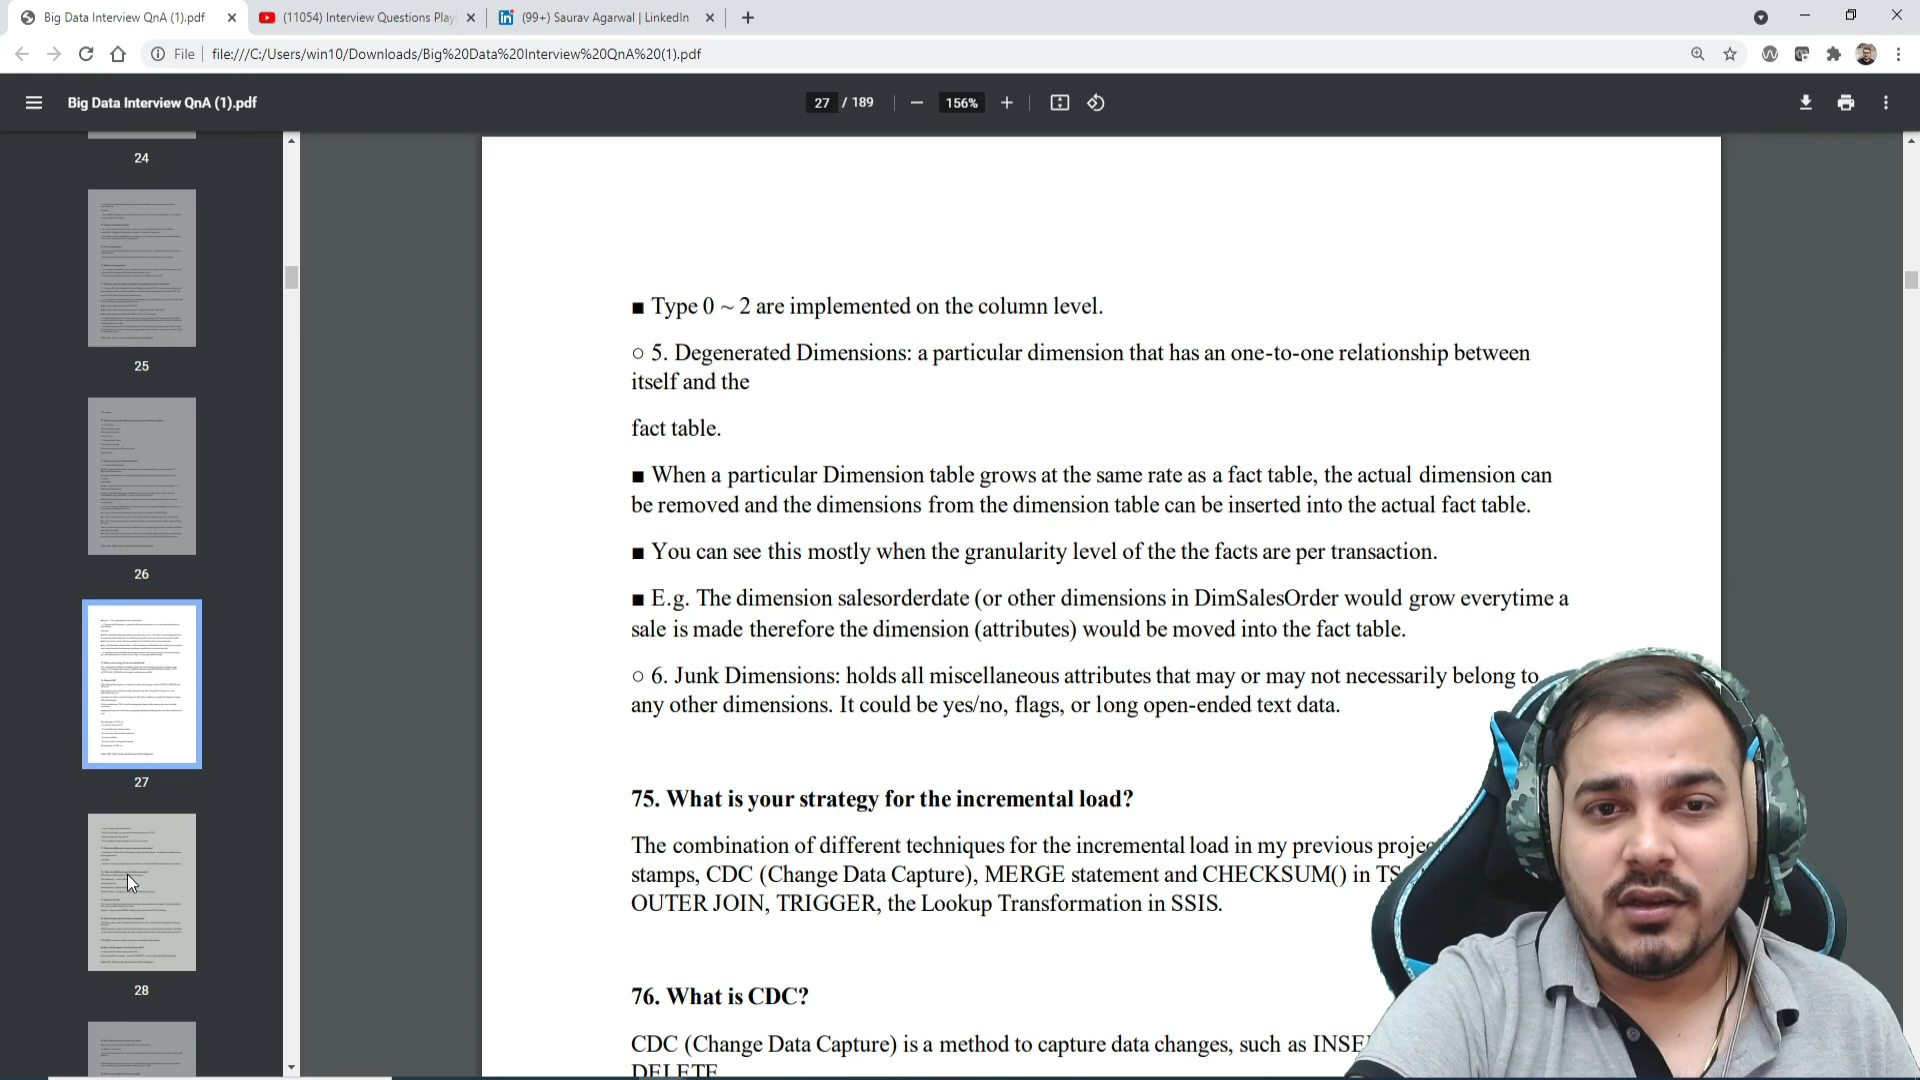 Big Data Interview QnA (1).pdf
(11054) Interview Questions Play
(99+) Saurav Agarwal | LinkedIn
File
file:///C:/Users/win10/Downloads/Big%20Data%20Interview%20QnA%20(1).pdf
Big Data Interview QnA (1).pdf
27 / 189
156%
24
25
26
27
28
■ Type 0 ~ 2 are implemented on the column level.
○ 5. Degenerated Dimensions: a particular dimension that has an one-to-one relationship between
itself and the
fact table.
■ When a particular Dimension table grows at the same rate as a fact table, the actual dimension can
be removed and the dimensions from the dimension table can be inserted into the actual fact table.
■ You can see this mostly when the granularity level of the the facts are per transaction.
■ E.g. The dimension salesorderdate (or other dimensions in DimSalesOrder would grow everytime a
sale is made therefore the dimension (attributes) would be moved into the fact table.
○ 6. Junk Dimensions: holds all miscellaneous attributes that may or may not necessarily belong to
any other dimensions. It could be yes/no, flags, or long open-ended text data.
75. What is your strategy for the incremental load?
The combination of different techniques for the incremental load in my previous
stamps, CDC (Change Data Capture), MERGE statement and CHECKSUM() in
OUTER JOIN, TRIGGER, the Lookup Transformation in SSIS.
76. What is CDC?
CDC (Change Data Capture) is a method to capture data changes, such as
DELETE